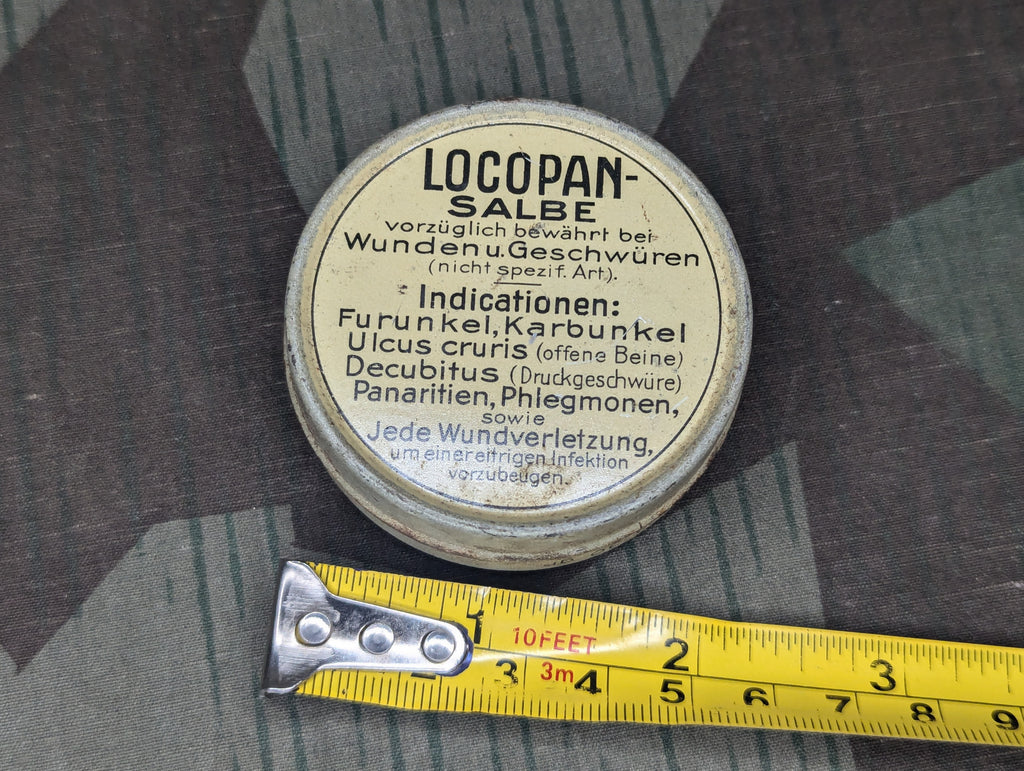 LOCOPAN-
SALBE
vorzüglich bewährt bei
Wunden u. Geschwüren
(nicht spezif. Art).
Indicationen:
Furunkel, Karbunkel
Ulcus cruris (offene Beine)
Decubitus (Druckgeschwüre)
Panaritien, Phlegmonen,
sowie
Jede Wundverletzung,
um einer eitrigen Infektion
vorzubeugen.
1 10FEET 2 3
3 3m 4 5 6 7 8 9